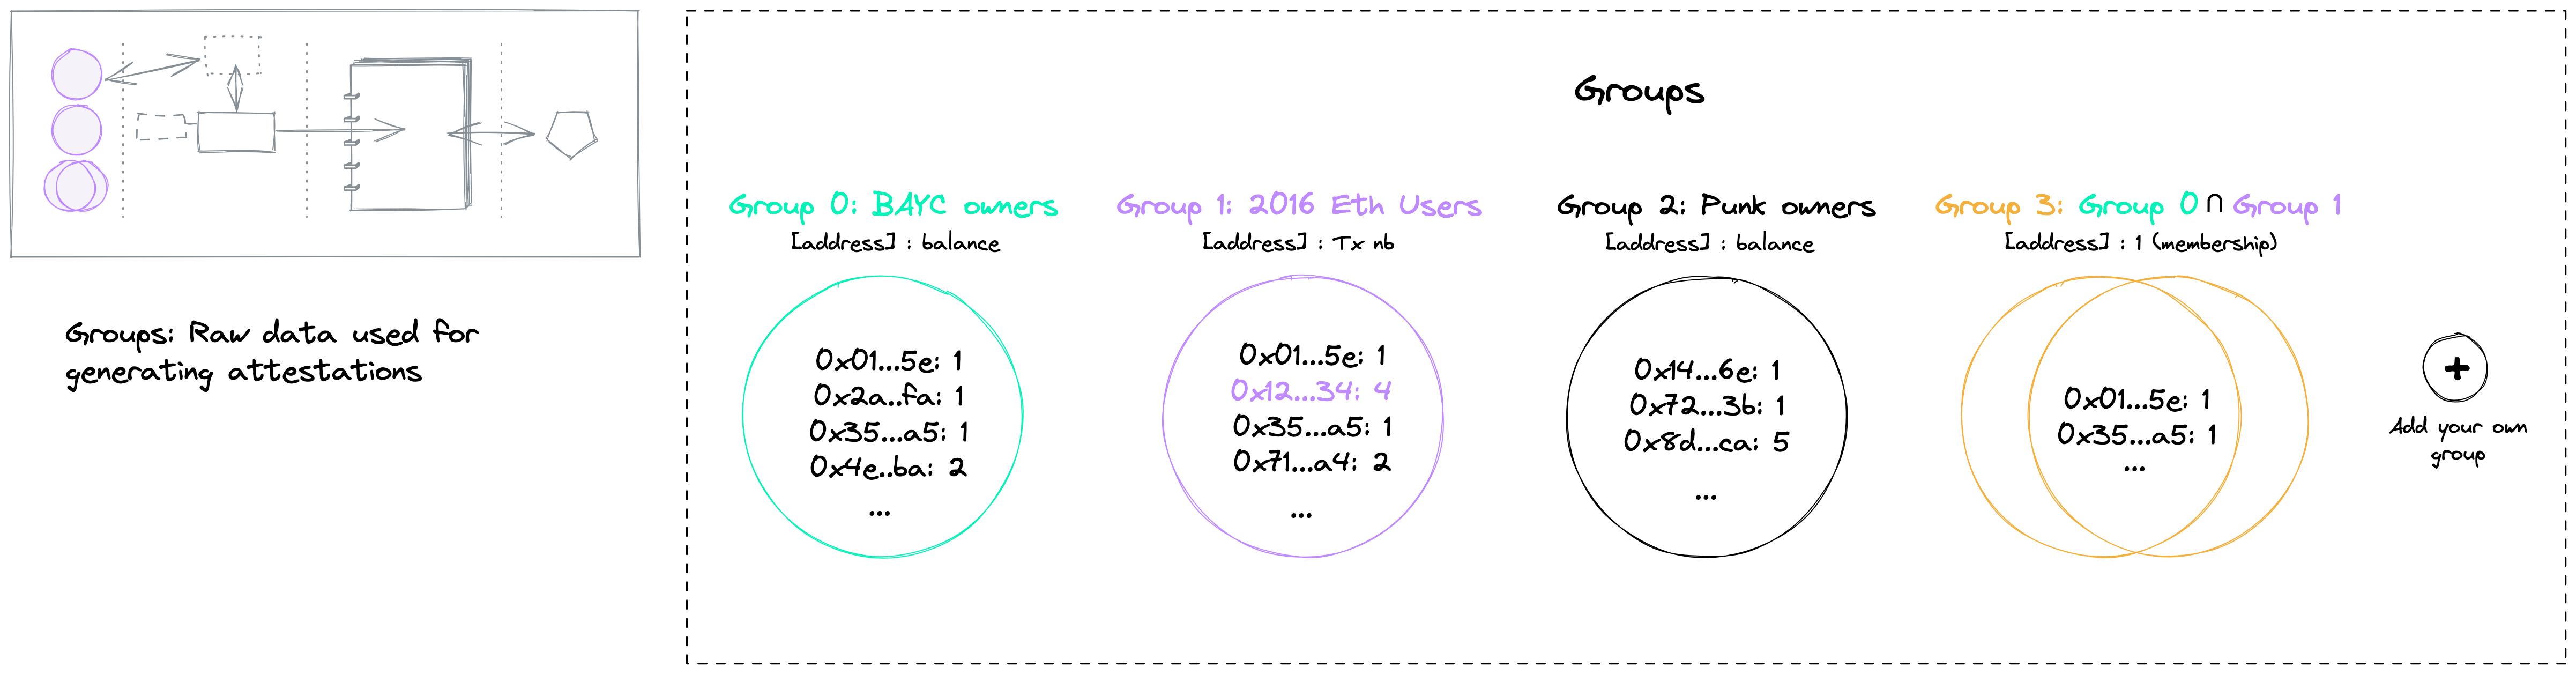 Groups: Raw data used for
generating attestations
Groups
Group 0: BAYC owners
[address] : balance
0x01...5e: 1
0x2a..fa: 1
0x35...a5: 1
0x4e..ba: 2
...
Group 1: 2016 Eth Users
[address] : Tx nb
0x01...5e: 1
0x12...34: 4
0x35...a5: 1
0x71...a4: 2
...
Group 2: Punk owners
[address] : balance
0x14...6e: 1
0x72...3b: 1
0x8d...ca: 5
...
Group 3: Group 0 ∩ Group 1
[address] : 1 (membership)
0x01...5e: 1
0x35...a5: 1
...
+
Add your own
group